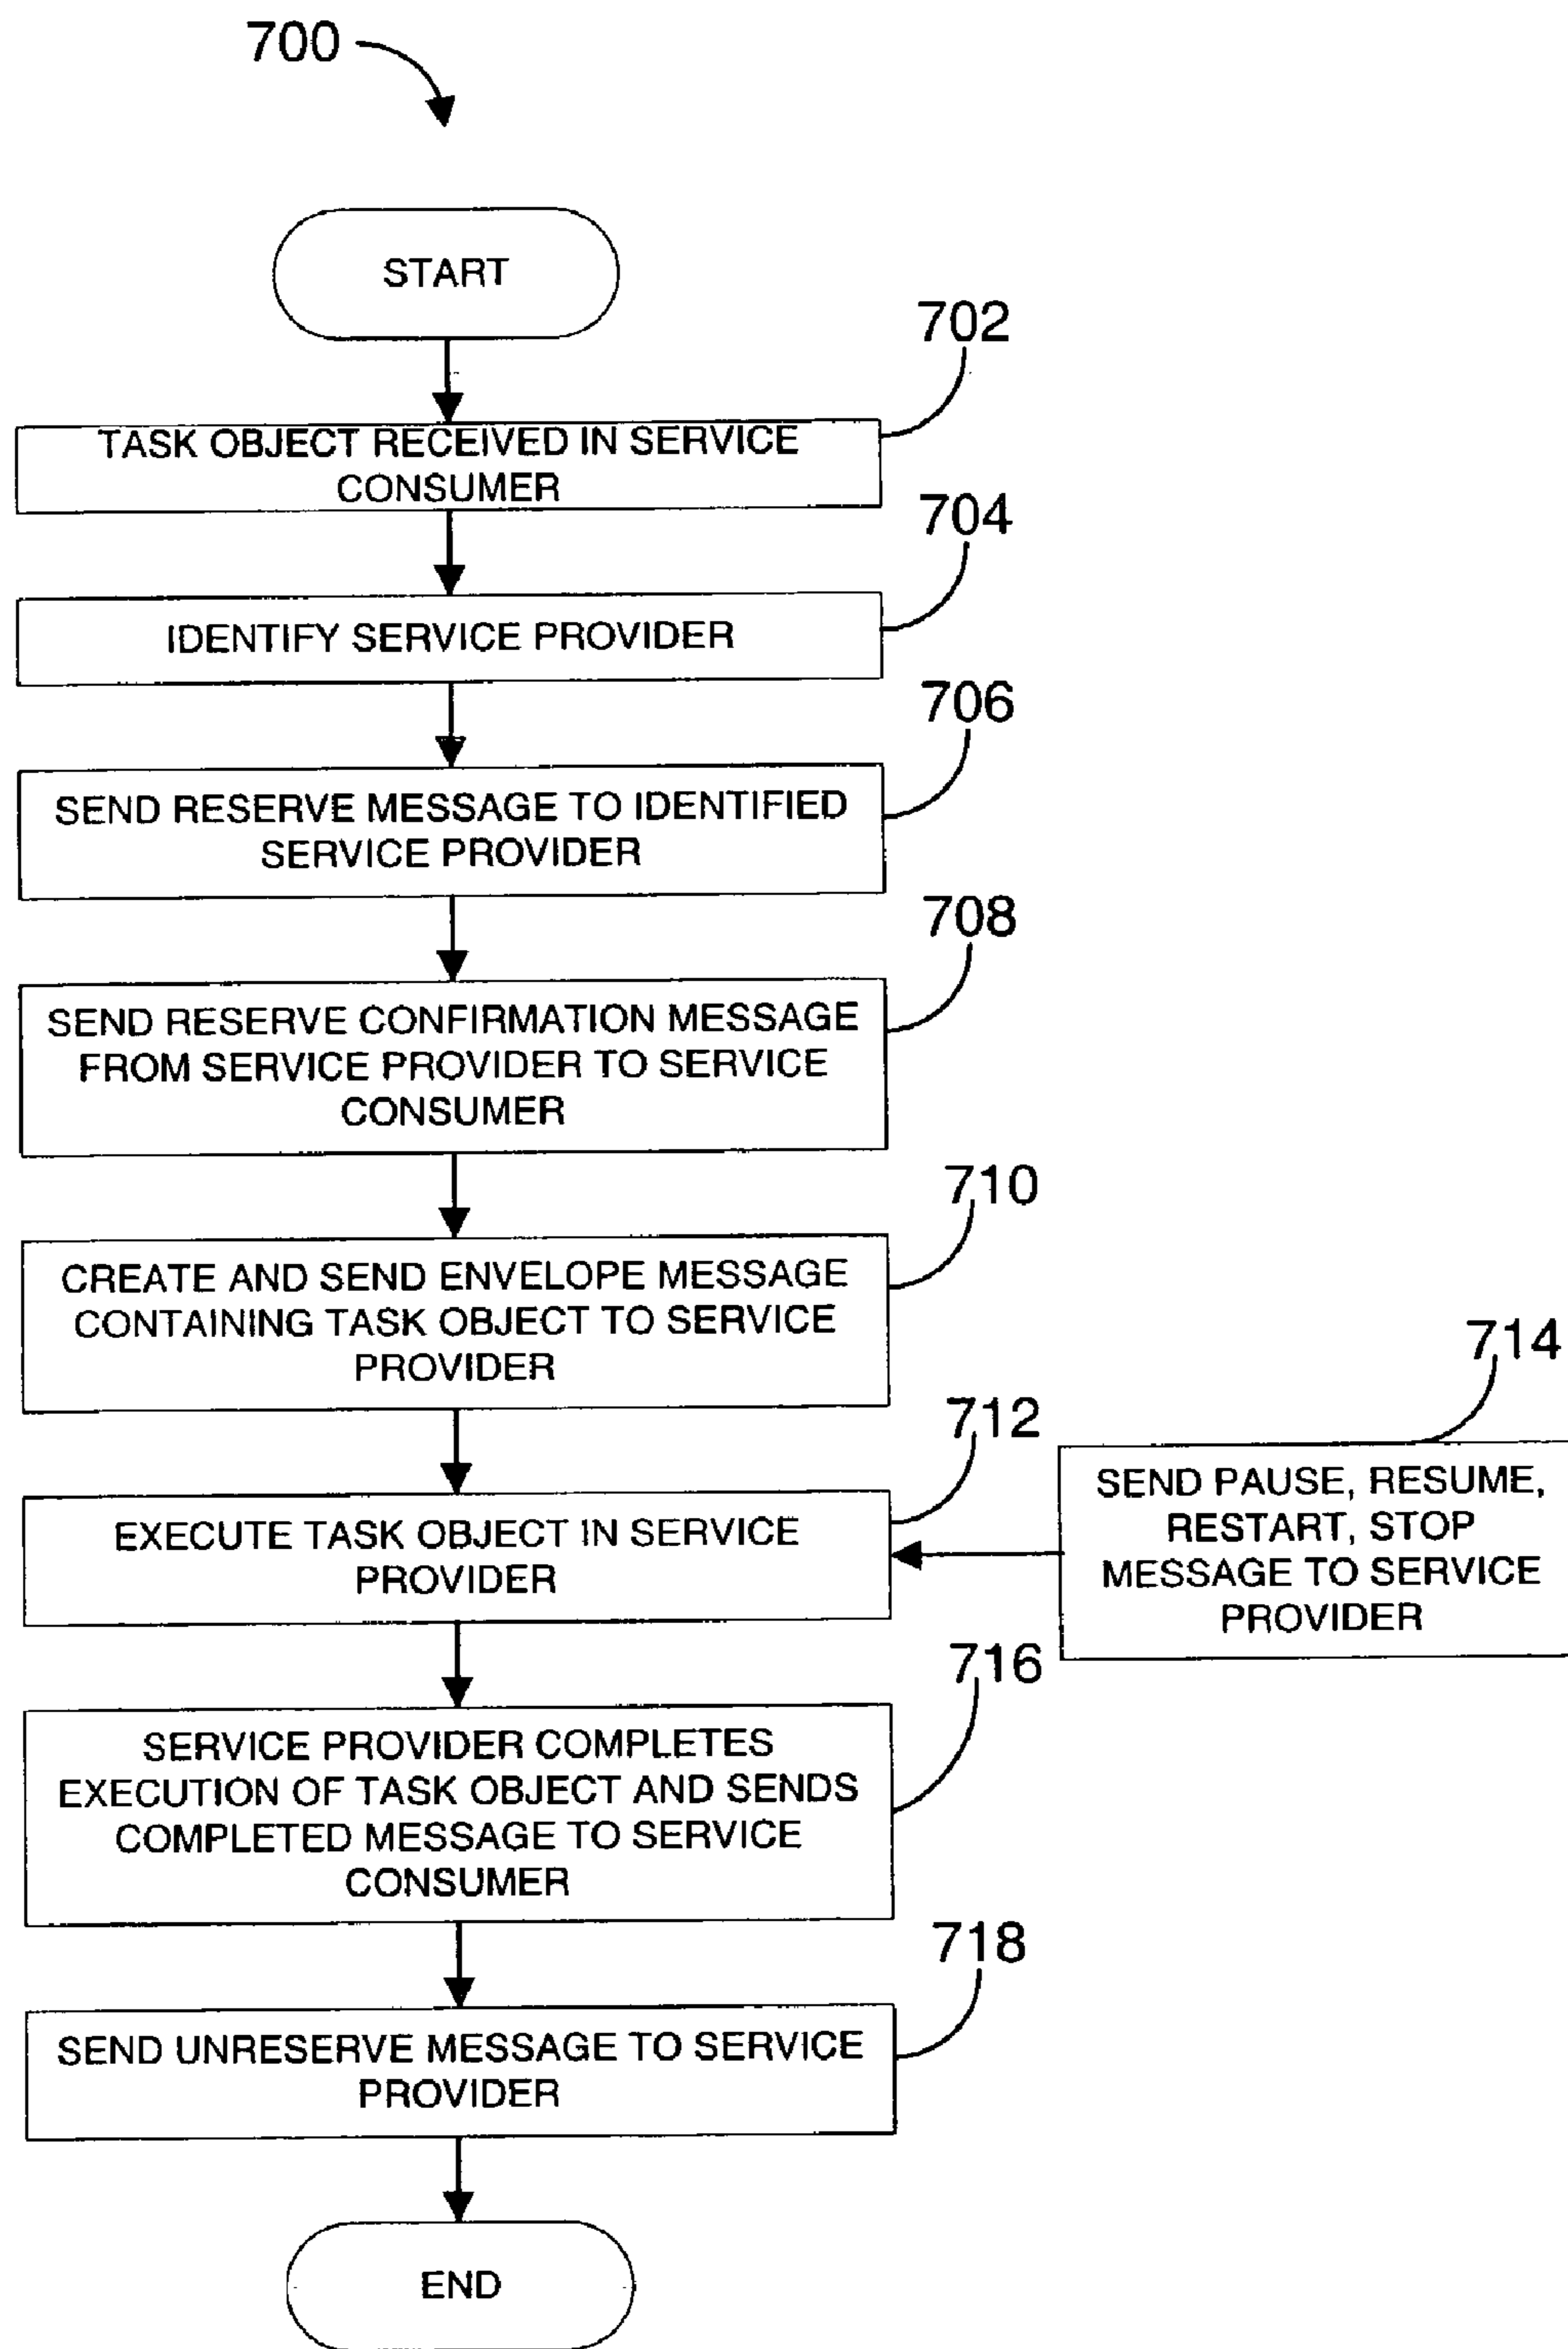 700
START
702
TASK OBJECT RECEIVED IN SERVICE
CONSUMER
704
IDENTIFY SERVICE PROVIDER
706
SEND RESERVE MESSAGE TO IDENTIFIED
SERVICE PROVIDER
708
SEND RESERVE CONFIRMATION MESSAGE
FROM SERVICE PROVIDER TO SERVICE
CONSUMER
710
CREATE AND SEND ENVELOPE MESSAGE
CONTAINING TASK OBJECT TO SERVICE
PROVIDER
712
EXECUTE TASK OBJECT IN SERVICE
PROVIDER
714
SEND PAUSE, RESUME,
RESTART, STOP
MESSAGE TO SERVICE
PROVIDER
716
SERVICE PROVIDER COMPLETES
EXECUTION OF TASK OBJECT AND SENDS
COMPLETED MESSAGE TO SERVICE
CONSUMER
718
SEND UNRESERVE MESSAGE TO SERVICE
PROVIDER
END